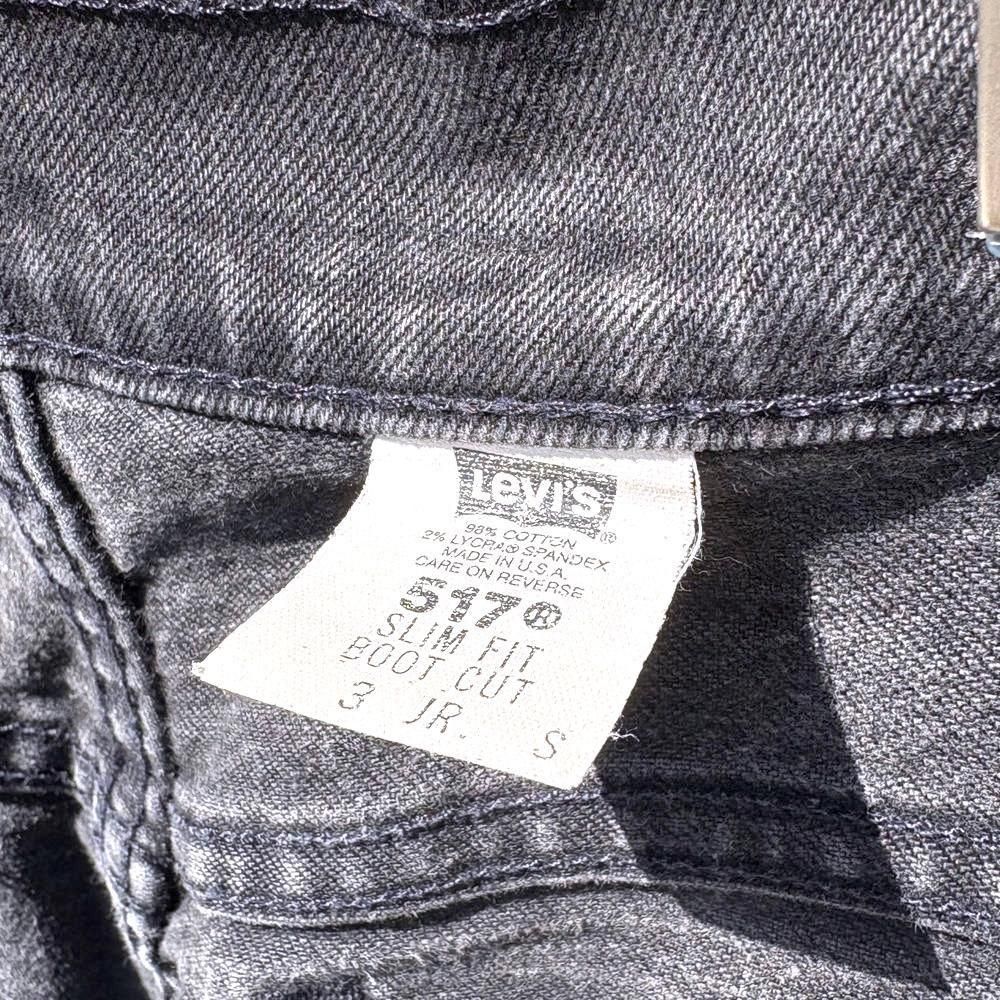 Levi's®
98% COTTON
2% LYCRA® SPANDEX
MADE IN U.S.A.
CARE ON REVERSE
517®
SLIM FIT
BOOT CUT
3 JR. S